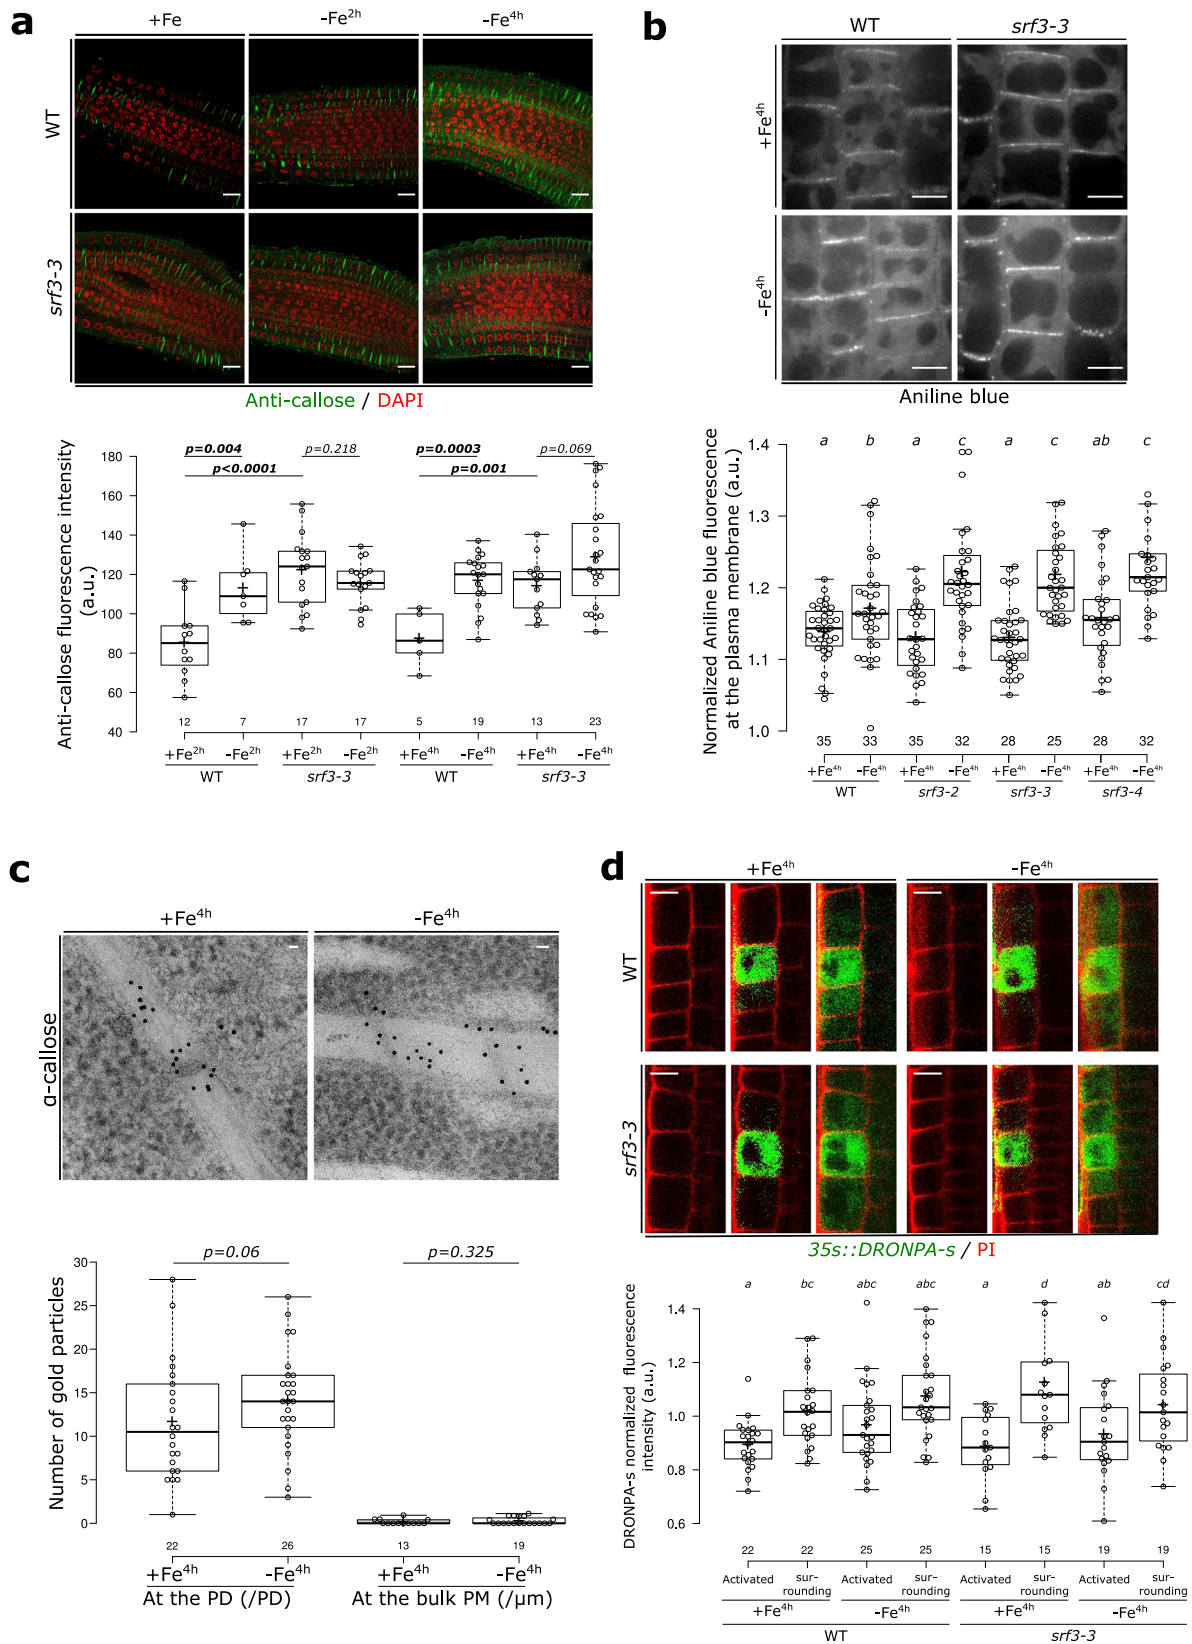 a
+Fe
-Fe2h
-Fe4h
WT
srf3-3
Anti-callose / DAPI
Anti-callose fluorescence intensity
(a.u.)
180
160
140
120
100
80
60
40
p=0.004
p<0.0001
p=0.218
p=0.0003
p=0.001
p=0.069
12
7
17
17
5
19
13
23
+Fe2h
-Fe2h
+Fe2h
-Fe2h
+Fe4h
-Fe4h
+Fe4h
-Fe4h
WT
srf3-3
WT
srf3-3
b
WT
srf3-3
+Fe4h
-Fe4h
Aniline blue
Normalized Aniline blue fluorescence
at the plasma membrane (a.u.)
1.4
1.3
1.2
1.1
1.0
a
b
a
c
a
c
ab
c
35
33
35
32
28
25
28
32
+Fe4h
-Fe4h
+Fe4h
-Fe4h
+Fe4h
-Fe4h
+Fe4h
-Fe4h
WT
srf3-2
srf3-3
srf3-4
c
+Fe4h
-Fe4h
α-callose
Number of gold particles
30
25
20
15
10
5
0
p=0.06
p=0.325
22
26
13
19
+Fe4h
-Fe4h
+Fe4h
-Fe4h
At the PD (/PD)
At the bulk PM (/µm)
d
+Fe4h
-Fe4h
WT
srf3-3
35s::DRONPA-s / PI
DRONPA-s normalized fluorescence
intensity (a.u.)
1.4
1.2
1.0
0.8
0.6
a
bc
abc
abc
a
d
ab
cd
22
22
25
25
15
15
19
19
Activated
sur-
rounding
Activated
sur-
rounding
Activated
sur-
rounding
Activated
sur-
rounding
+Fe4h
-Fe4h
+Fe4h
-Fe4h
WT
srf3-3